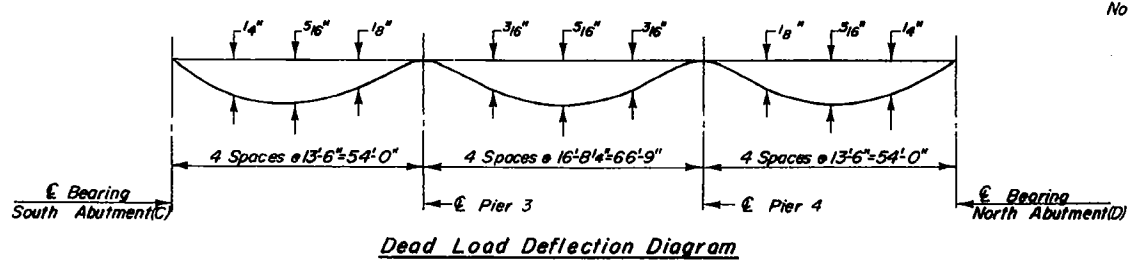 No
1/4" 5/16" 1/8" 3/16" 5/16" 3/16" 1/8" 5/16" 1/4"
4 Spaces @ 13'-6"=54'-0" 4 Spaces @ 16'-8 1/4"=66'-9" 4 Spaces @ 13'-6"=54'-0"
℄ Bearing
South Abutment(C)
℄ Pier 3
℄ Pier 4
℄ Bearing
North Abutment(D)
Dead Load Deflection Diagram